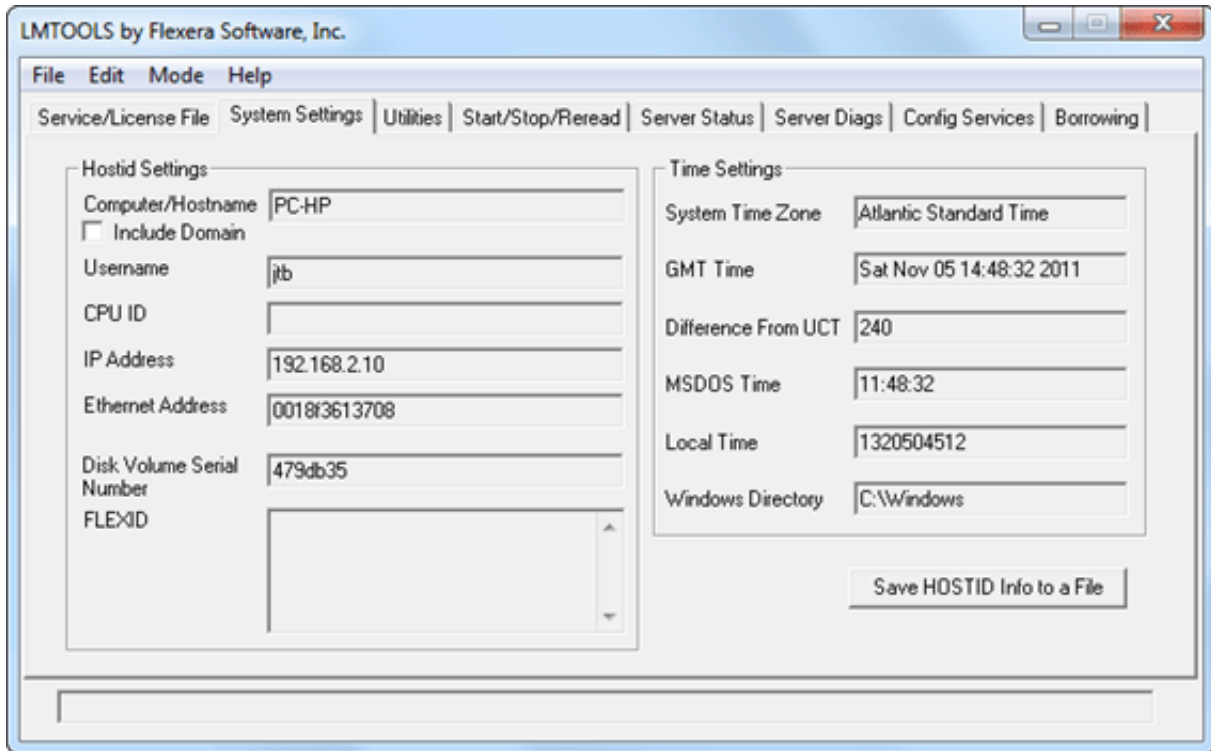 LMTOOLS by Flexera Software, Inc.
File Edit Mode Help
Service/License File System Settings Utilities Start/Stop/Reread Server Status Server Diags Config Services Borrowing
Hostid Settings
Computer/Hostname PC-HP
Include Domain
Username jtb
CPU ID
IP Address 192.168.2.10
Ethernet Address 0018f3613708
Disk Volume Serial
Number 479db35
FLEXID
Time Settings
System Time Zone Atlantic Standard Time
GMT Time Sat Nov 05 14:48:32 2011
Difference From UCT 240
MSDOS Time 11:48:32
Local Time 1320504512
Windows Directory C:\Windows
Save HOSTID Info to a File